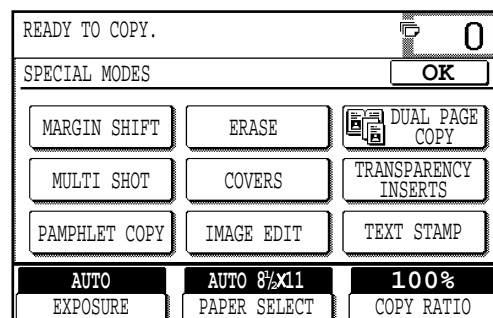 READY TO COPY.
0
SPECIAL MODES
OK
MARGIN SHIFT
ERASE
DUAL PAGE
COPY
MULTI SHOT
COVERS
TRANSPARENCY
INSERTS
PAMPHLET COPY
IMAGE EDIT
TEXT STAMP
AUTO
AUTO 8½X11
100%
EXPOSURE
PAPER SELECT
COPY RATIO